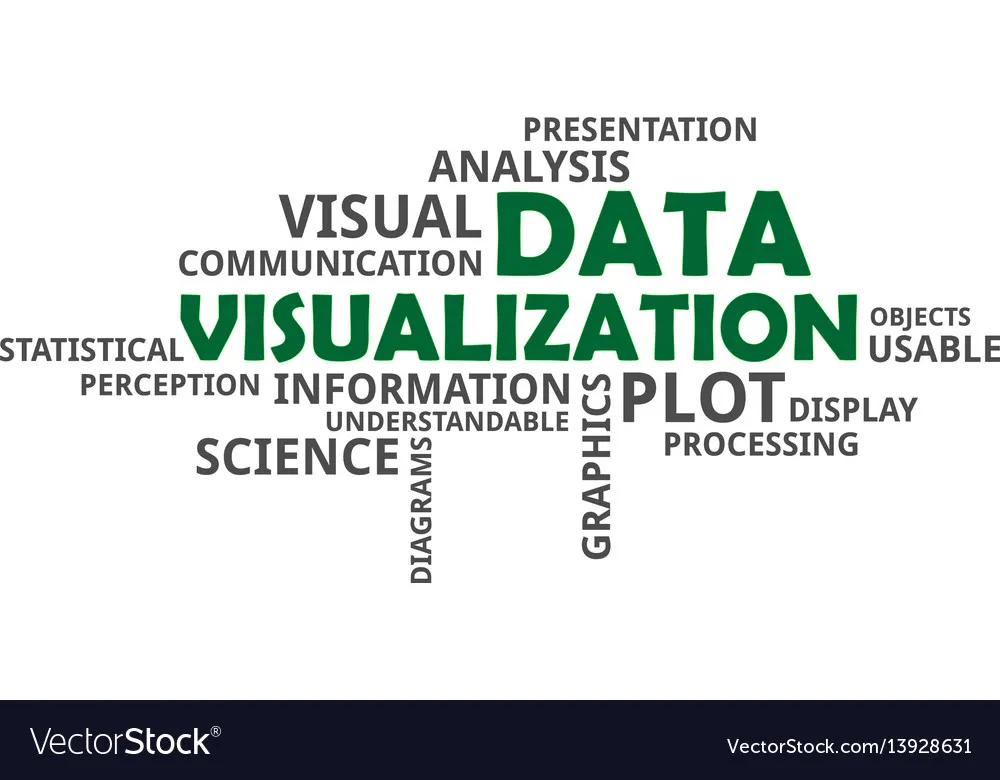 PRESENTATION
ANALYSIS
VISUAL
DATA
COMMUNICATION
VISUALIZATION
OBJECTS
STATISTICAL
USABLE
PERCEPTION
INFORMATION
PLOT
DISPLAY
UNDERSTANDABLE
PROCESSING
SCIENCE
DIAGRAMS
GRAPHICS
VectorStock®
VectorStock.com/13928631